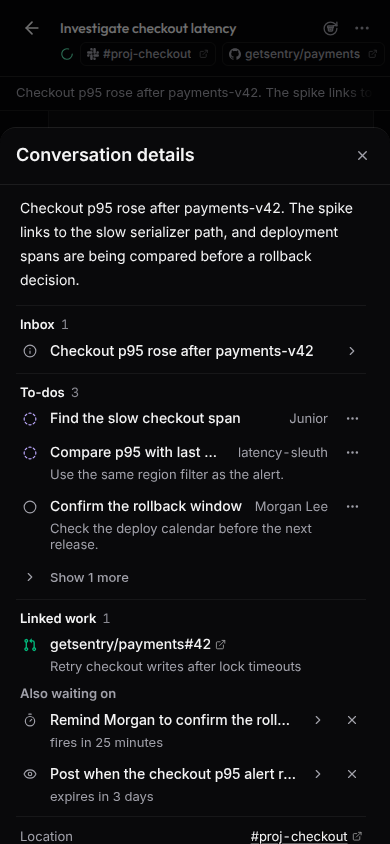 Investigate checkout latency
#proj-checkout
getsentry/payments
Checkout p95 rose after payments-v42. The spike links to
Conversation details
Checkout p95 rose after payments-v42. The spike
links to the slow serializer path, and deployment
spans are being compared before a rollback
decision.
Inbox 1
Checkout p95 rose after payments-v42
To-dos 3
Find the slow checkout span
Junior
Compare p95 with last ...
latency-sleuth
Use the same region filter as the alert.
Confirm the rollback window
Morgan Lee
Check the deploy calendar before the next
release.
Show 1 more
Linked work 1
getsentry/payments#42
Retry checkout writes after lock timeouts
Also waiting on
Remind Morgan to confirm the roll...
fires in 25 minutes
Post when the checkout p95 alert r...
expires in 3 days
Location
#proj-checkout